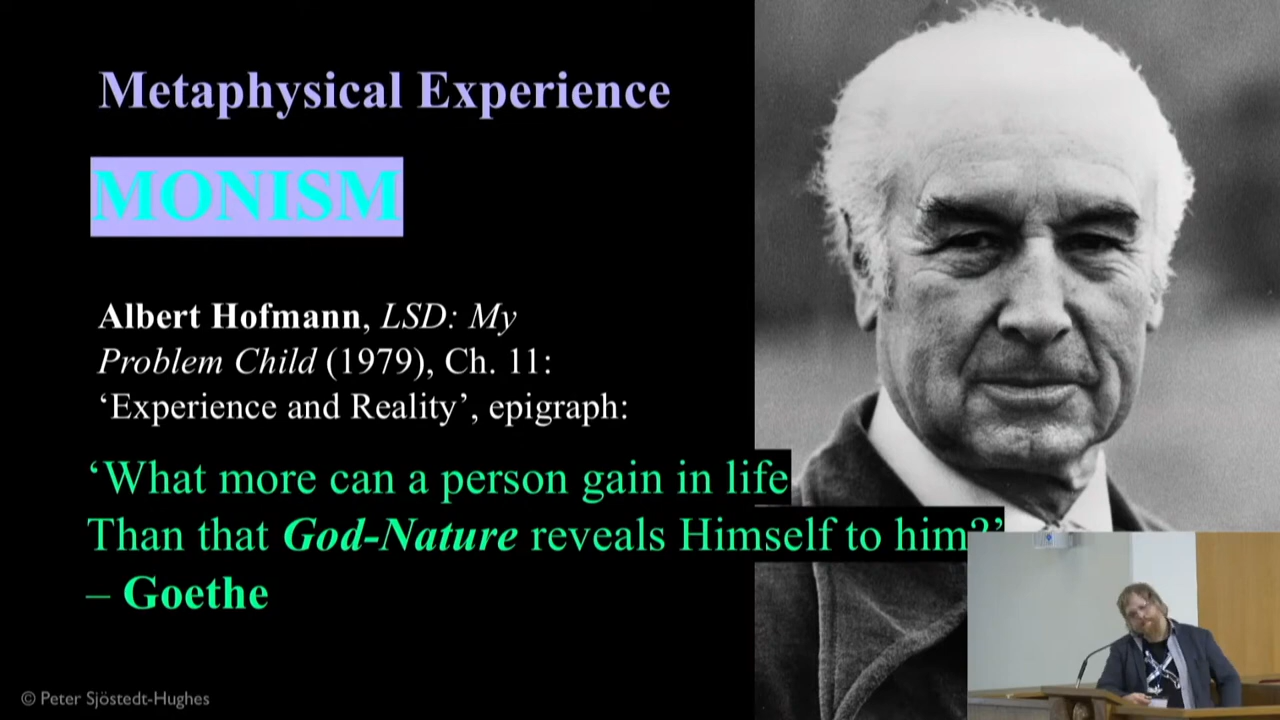 Metaphysical Experience
MONISM
Albert Hofmann, LSD: My
Problem Child (1979), Ch. 11:
‘Experience and Reality’, epigraph:
‘What more can a person gain in life
Than that God-Nature reveals Himself to him?’
– Goethe
© Peter Sjöstedt-Hughes